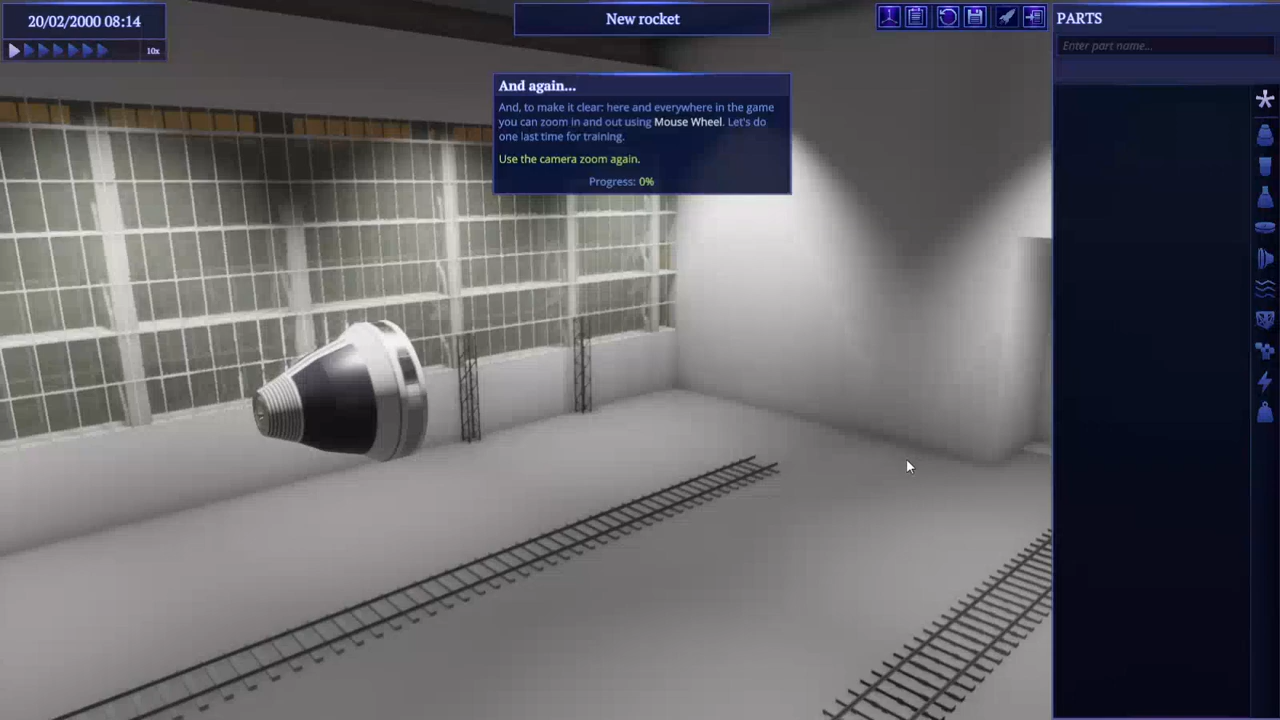 20/02/2000 08:14
10x
New rocket
PARTS
Enter part name...
And again...
And, to make it clear: here and everywhere in the game
you can zoom in and out using Mouse Wheel. Let's do
one last time for training.
Use the camera zoom again.
Progress: 0%